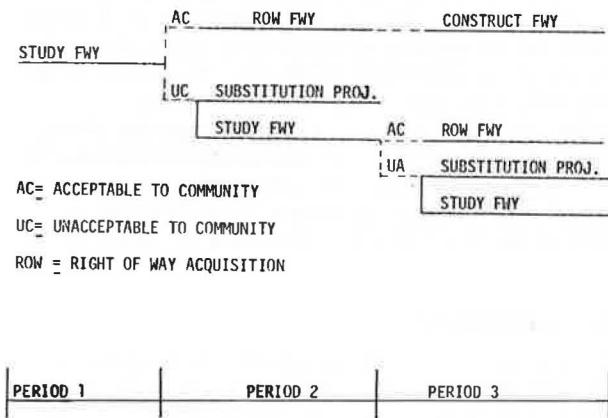 AC ROW FWY CONSTRUCT FWY
STUDY FWY
UC SUBSTITUTION PROJ.
STUDY FWY AC ROW FWY
UA SUBSTITUTION PROJ.
STUDY FWY
AC= ACCEPTABLE TO COMMUNITY
UC= UNACCEPTABLE TO COMMUNITY
ROW = RIGHT OF WAY ACQUISITION
PERIOD 1 PERIOD 2 PERIOD 3